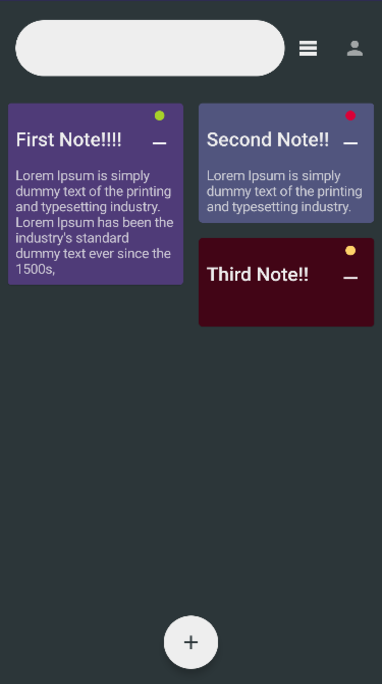 First Note!!!!
Lorem Ipsum is simply
dummy text of the printing
and typesetting industry.
Lorem Ipsum has been the
industry's standard
dummy text ever since the
1500s,
Second Note!!
Lorem Ipsum is simply
dummy text of the printing
and typesetting industry.
Third Note!!